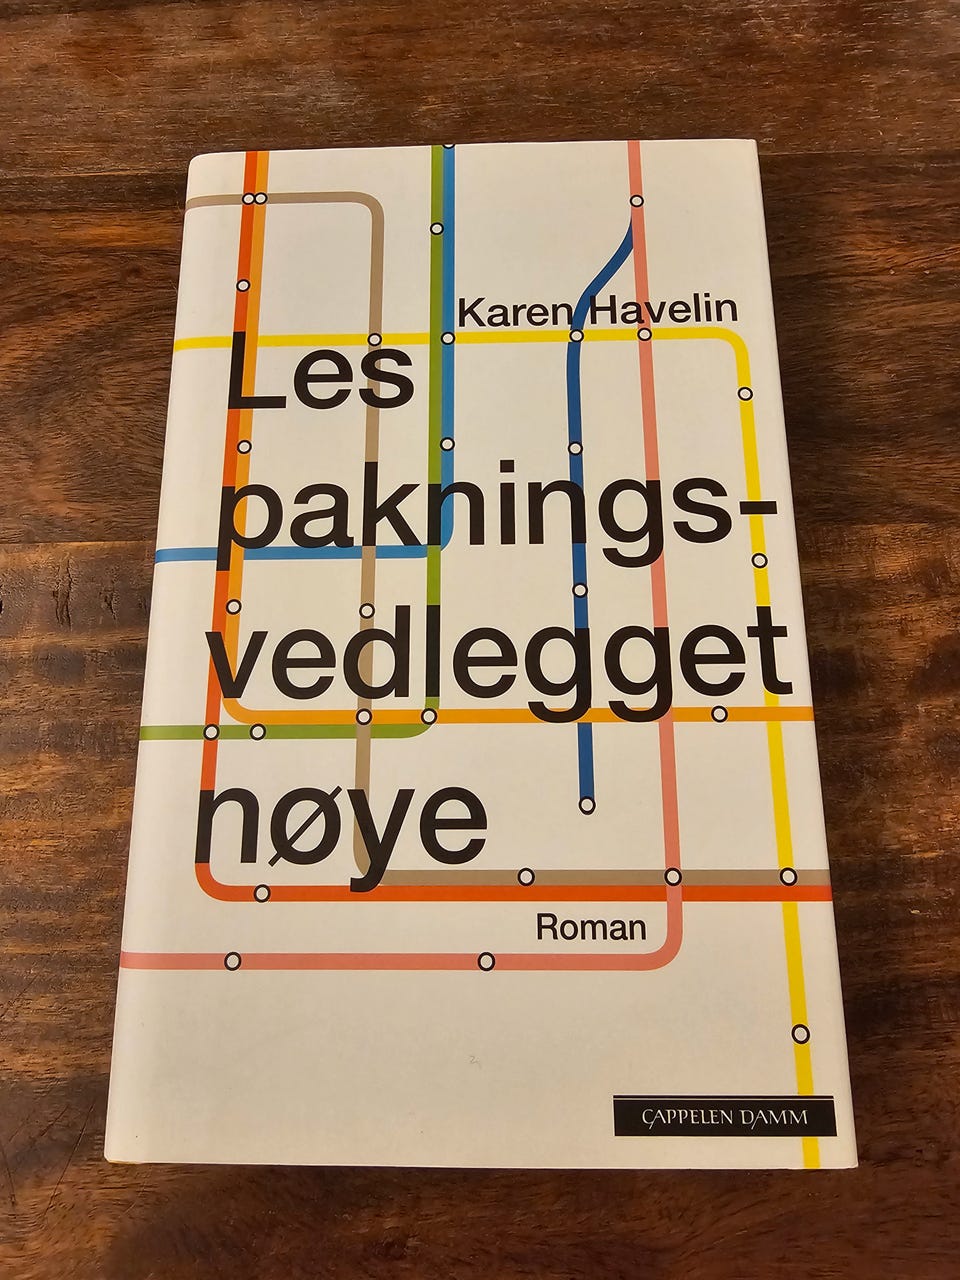 Karen Havelin
Les
paknings-
vedlegget
nøye
Roman
CAPPELEN DAMM